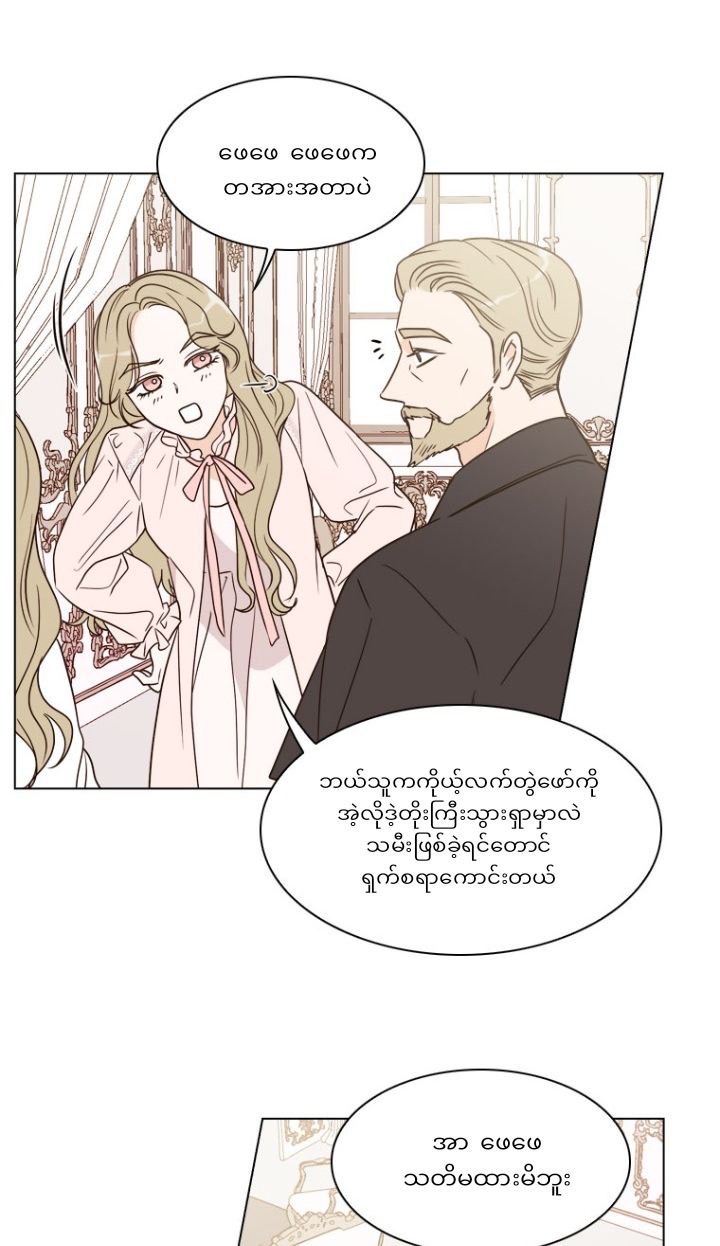 ဖေဖေ ဖေဖေက
တအားအတာပဲ
ဘယ်သူကကိုယ့်လက်တွဲဖော်ကို
အဲ့လိုဒဲ့တိုးကြီးသွားရှာမှာလဲ
သမီးဖြစ်ခဲ့ရင်တောင်
ရှက်စရာကောင်းတယ်
အာ ဖေဖေ
သတိမထားမိဘူး